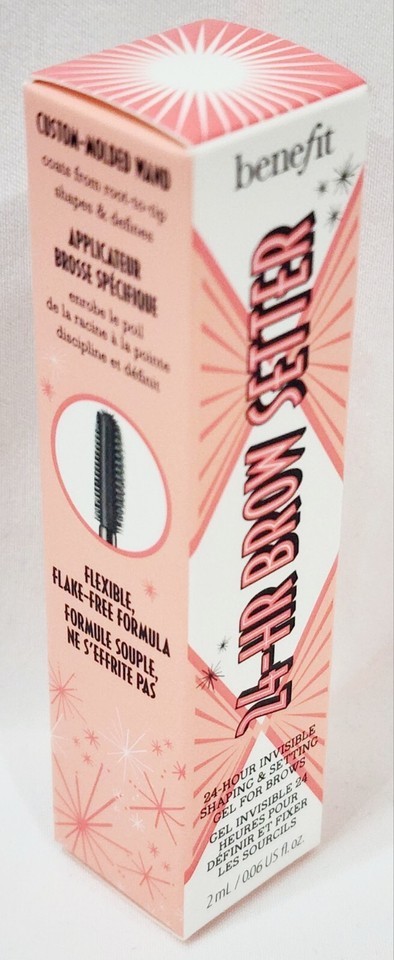 CUSTOM-MOLDED WAND
coats from root-to-tip
shapes & defines
APPLICATEUR
BROSSE SPÉCIFIQUE
enrobe le poil
de la racine à la pointe
discipline et définit
FLEXIBLE,
FLAKE-FREE FORMULA
FORMULE SOUPLE,
NE S'EFFRITE PAS
benefit
24-HR BROW SETTER
24-HOUR INVISIBLE
SHAPING & SETTING
GEL FOR BROWS
GEL INVISIBLE 24
HEURES POUR
DÉFINIR ET FIXER
LES SOURCILS
2 mL / 0.06 US fl. oz.